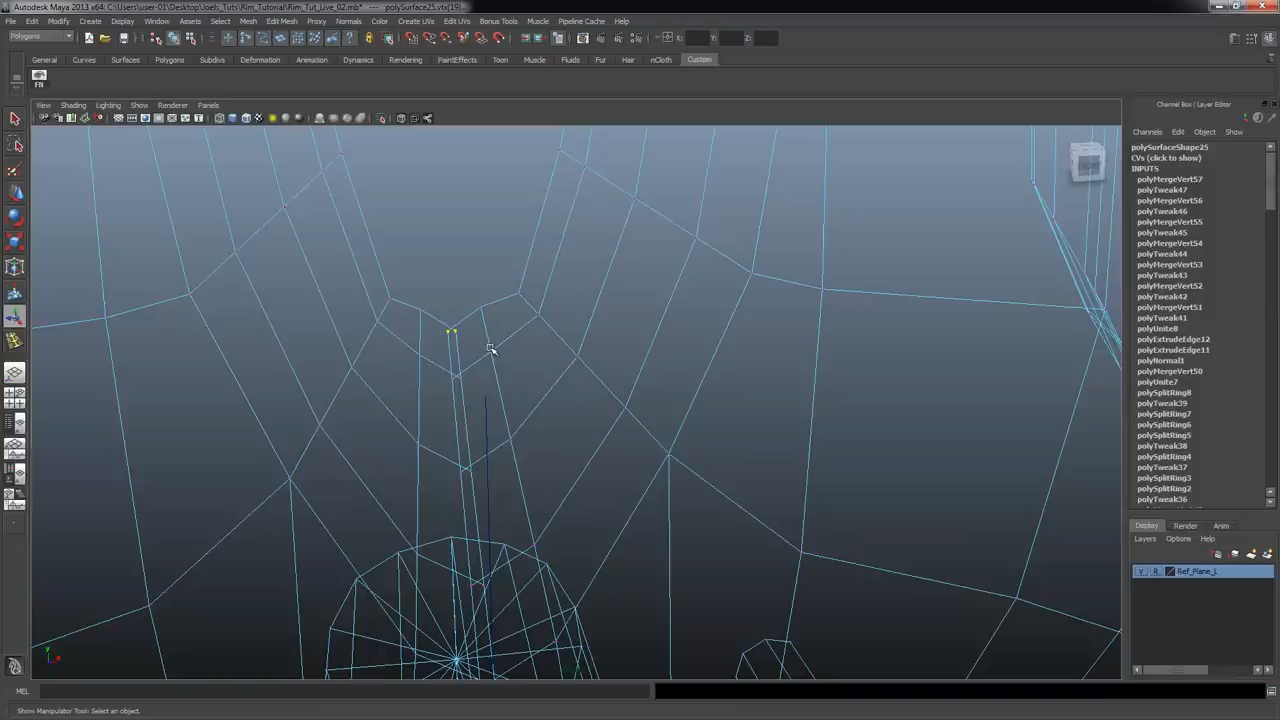 Autodesk Maya 2013 x64: C:\Users\user-01\Desktop\Joels_Tuts\Rim_Tutorial\Rim_Tut_Live_02.mb* --- polySurface25.vtx[19]...
File Edit Modify Create Display Window Assets Select Mesh Edit Mesh Proxy Normals Color Create UVs Edit UVs Bonus Tools Muscle Pipeline Cache Help
Polygons
X: Y: Z:
General Curves Surfaces Polygons Subdivs Deformation Animation Dynamics Rendering PaintEffects Toon Muscle Fluids Fur Hair nCloth Custom
FN
View Shading Lighting Show Renderer Panels
Channel Box / Layer Editor
Channels Edit Object Show
polySurfaceShape25
CVs (click to show)
INPUTS
polyMergeVert57
polyTweak47
polyMergeVert56
polyTweak46
polyMergeVert55
polyTweak45
polyMergeVert54
polyTweak44
polyMergeVert53
polyTweak43
polyMergeVert52
polyTweak42
polyMergeVert51
polyTweak41
polyUnite8
polyExtrudeEdge12
polyExtrudeEdge11
polyNormal1
polyMergeVert50
polyUnite7
polyTweak39
polySplitRing8
polySplitRing7
polySplitRing6
polySplitRing5
polyTweak38
polySplitRing4
polyTweak37
polySplitRing3
polySplitRing2
polyTweak36
Display Render Anim
Layers Options Help
V R Ref_Plane_L
y x
MEL
Show Manipulator Tool: Select an object.